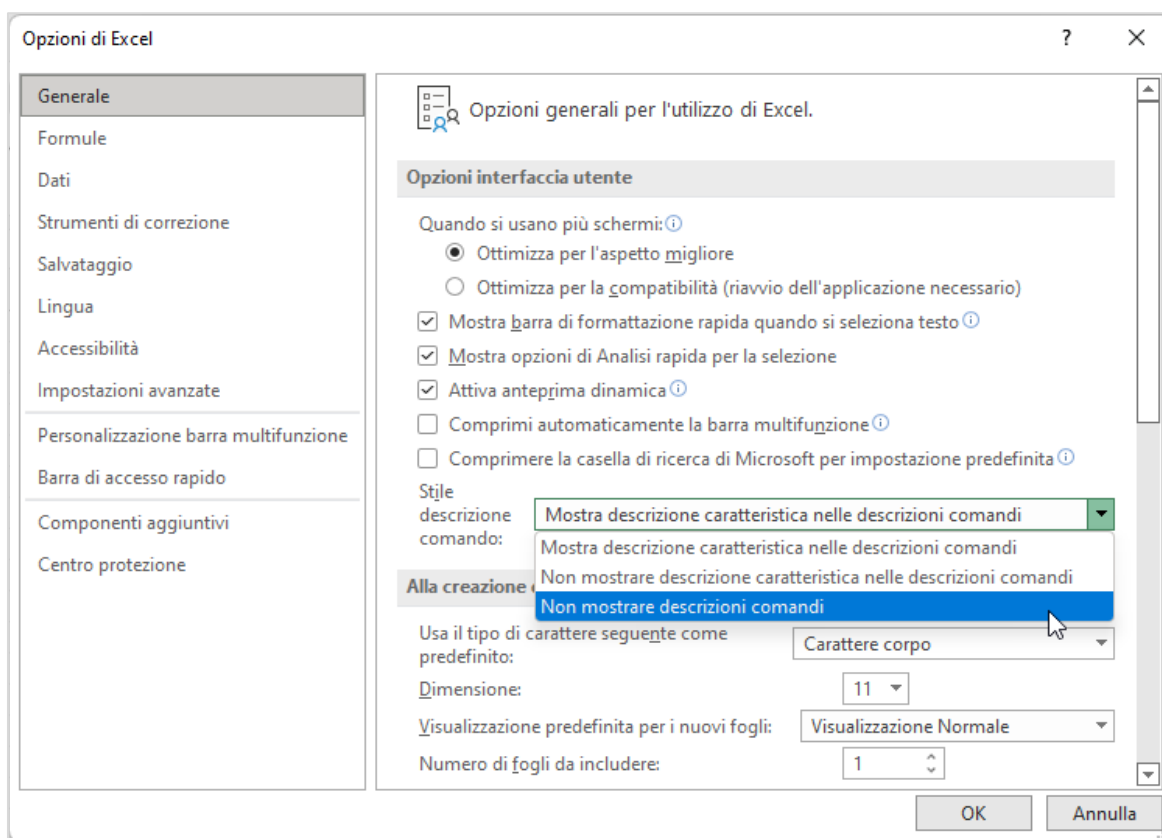 Opzioni di Excel
?
Generale
Formule
Dati
Strumenti di correzione
Salvataggio
Lingua
Accessibilità
Impostazioni avanzate
Personalizzazione barra multifunzione
Barra di accesso rapido
Componenti aggiuntivi
Centro protezione
Opzioni generali per l'utilizzo di Excel.
Opzioni interfaccia utente
Quando si usano più schermi:
Ottimizza per l'aspetto migliore
Ottimizza per la compatibilità (riavvio dell'applicazione necessario)
Mostra barra di formattazione rapida quando si seleziona testo
Mostra opzioni di Analisi rapida per la selezione
Attiva anteprima dinamica
Comprimi automaticamente la barra multifunzione
Comprimere la casella di ricerca di Microsoft per impostazione predefinita
Stile
descrizione
comando:
Mostra descrizione caratteristica nelle descrizioni comandi
Mostra descrizione caratteristica nelle descrizioni comandi
Non mostrare descrizione caratteristica nelle descrizioni comandi
Non mostrare descrizioni comandi
Alla creazione
Usa il tipo di carattere seguente come
predefinito:
Carattere corpo
Dimensione:
11
Visualizzazione predefinita per i nuovi fogli:
Visualizzazione Normale
Numero di fogli da includere:
1
OK
Annulla